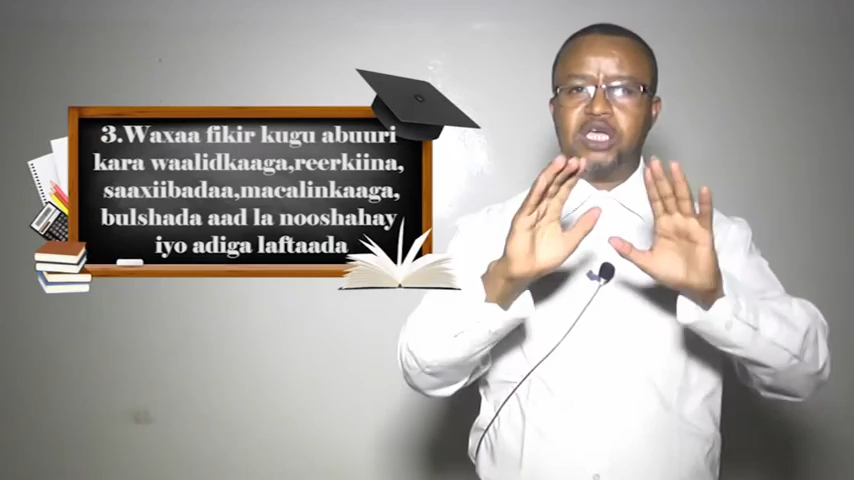 3.Waxaa fikir kugu abuuri
kara waalidkaaga,reerkiina,
saaxiibadaa,macalinkaaga,
bulshada aad la nooshahay
iyo adiga laftaada